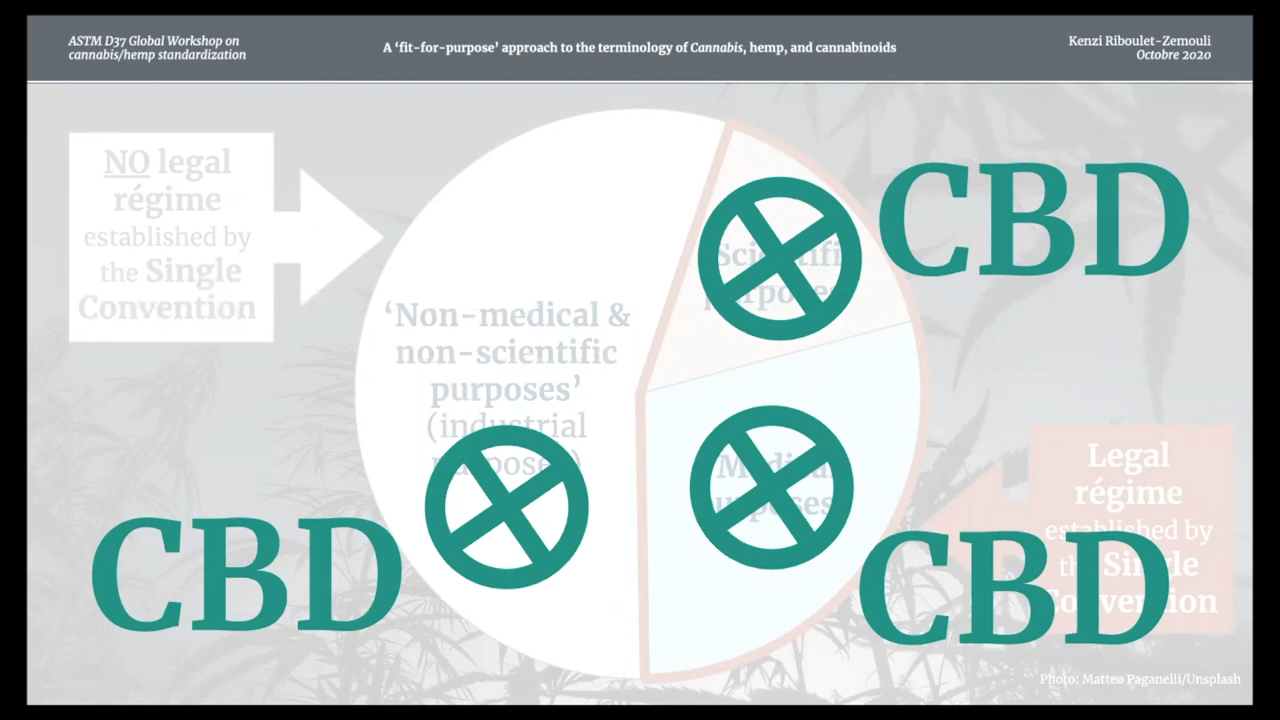 ASTM D37 Global Workshop on
cannabis/hemp standardization
A ‘fit-for-purpose’ approach to the terminology of Cannabis, hemp, and cannabinoids
Kenzi Riboulet-Zemouli
Octobre 2020
NO legal
régime
established by
the Single
Convention
‘Non-medical &
non-scientific
purposes’
(industrial
CBD
CBD
Legal
régime
established by
CBD
Photo: Matteo Paganelli/Unsplash